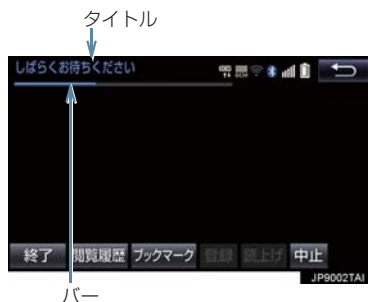 タイトル
しばらくお待ちください
終了 閲覧履歴 ブックマーク 登録 読上げ 中止
JP9002TAI
バー